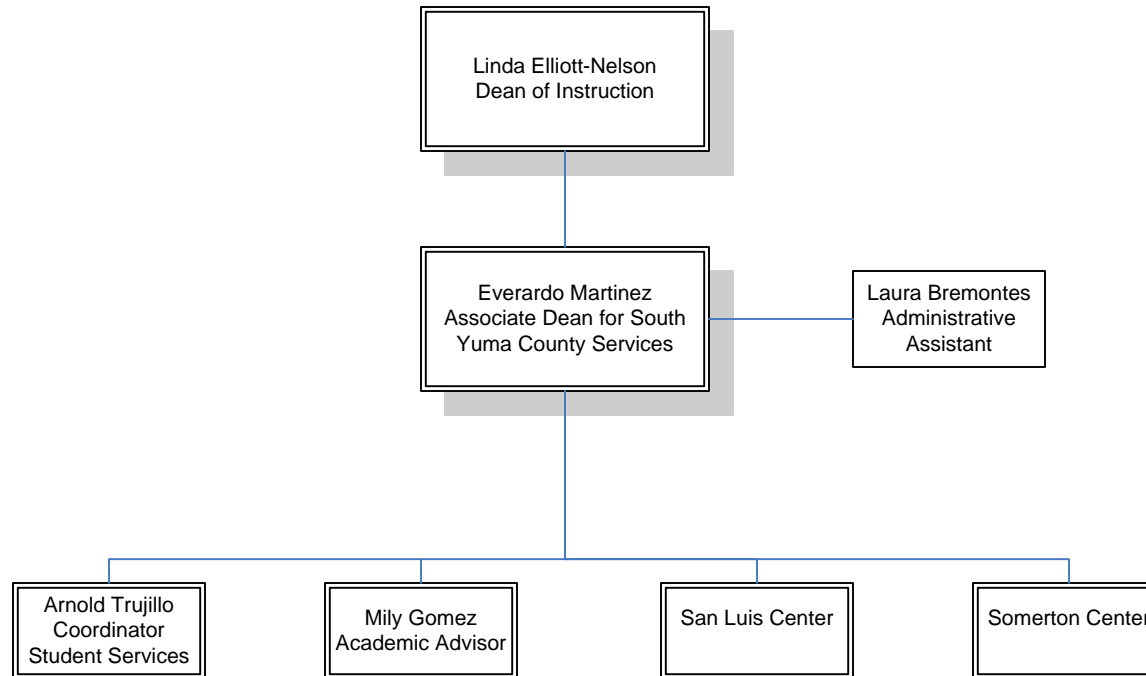 Linda Elliott-Nelson
Dean of Instruction
Everardo Martinez
Associate Dean for South
Yuma County Services
Laura Bremontes
Administrative
Assistant
Arnold Trujillo
Coordinator
Student Services
Mily Gomez
Academic Advisor
San Luis Center
Somerton Center